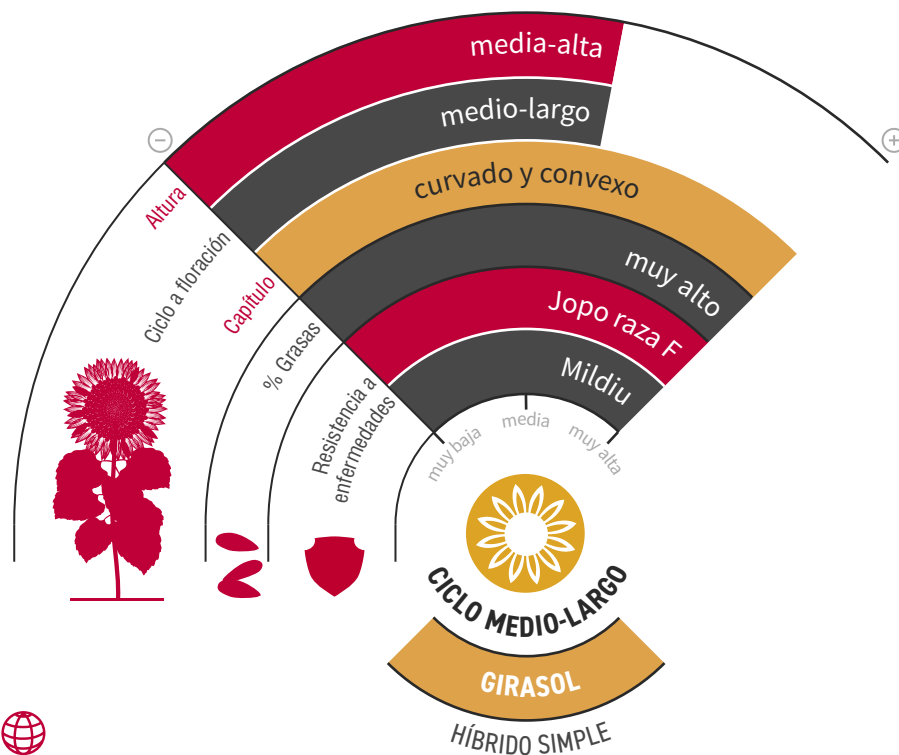 media-alta
medio-largo
curvado y convexo
muy alto
Jopo raza F
Mildiu
Altura
Ciclo a floración
Capítulo
% Grasas
Resistencia a
enfermedades
muy baja
media
muy alta
CICLO MEDIO-LARGO
GIRASOL
HÍBRIDO SIMPLE